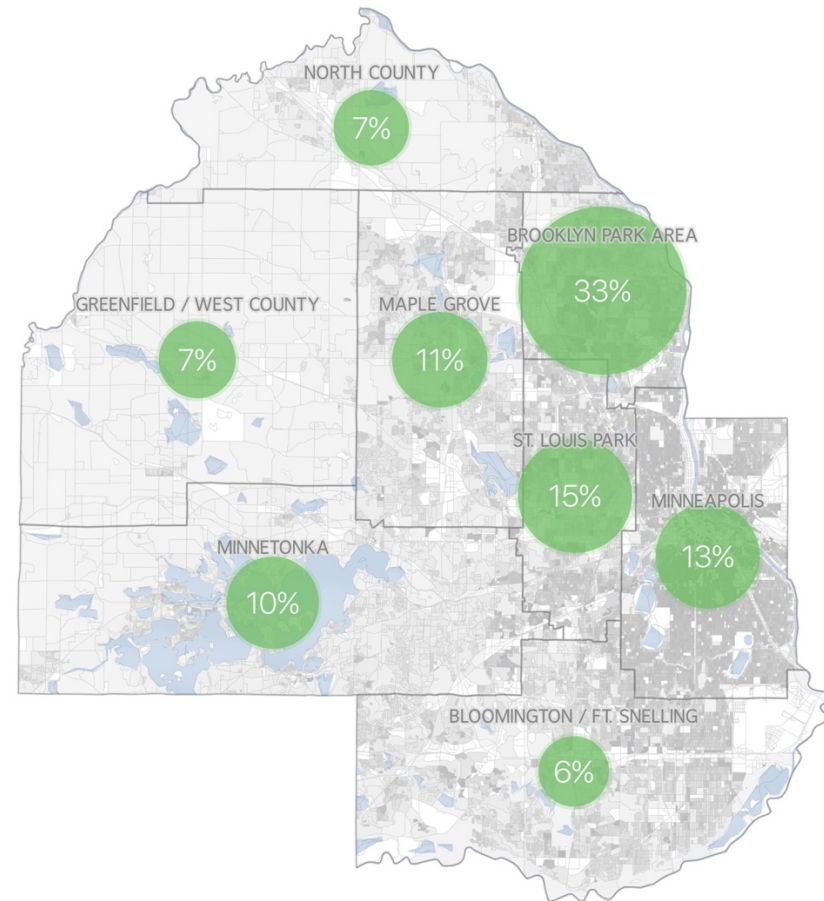 NORTH COUNTY
7%
BROOKLYN PARK AREA
33%
GREENFIELD / WEST COUNTY
7%
MAPLE GROVE
11%
ST. LOUIS PARK
15%
MINNEAPOLIS
13%
MINNETONKA
10%
BLOOMINGTON / FT. SNELLING
6%